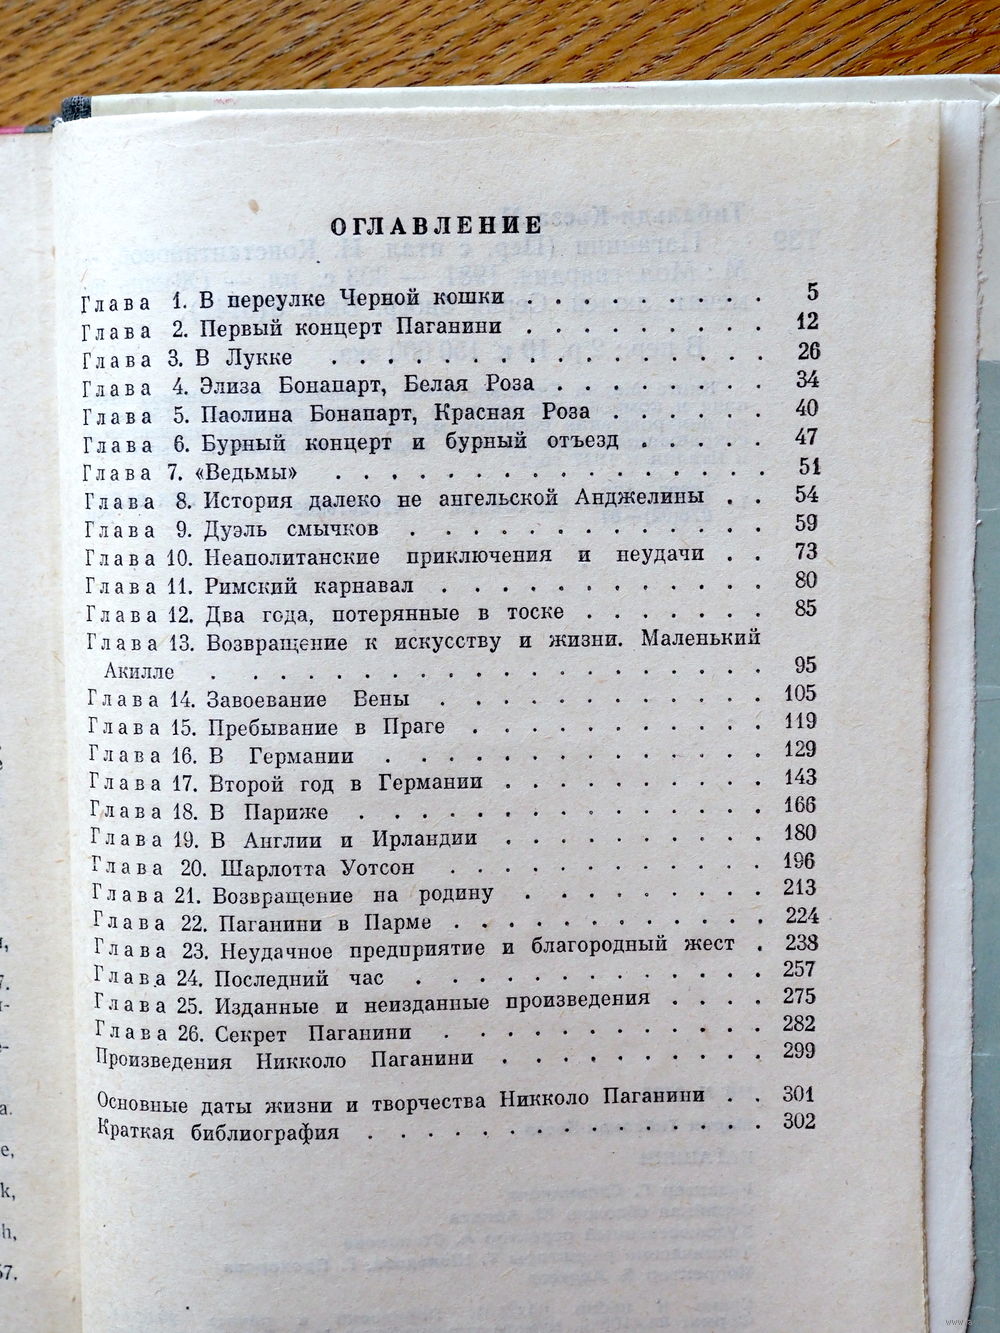 ОГЛАВЛЕНИЕ
Глава 1. В переулке Черной кошки . . . . . . . . . . 5
Глава 2. Первый концерт Паганини . . . . . . . . . . 12
Глава 3. В Лукке . . . . . . . . . . . . . . . . . . 26
Глава 4. Элиза Бонапарт, Белая Роза . . . . . . . . . 34
Глава 5. Паолина Бонапарт, Красная Роза . . . . . . 40
Глава 6. Бурный концерт и бурный отъезд . . . . . 47
Глава 7. «Ведьмы» . . . . . . . . . . . . . . . . 51
Глава 8. История далеко не ангельской Анджелины . . 54
Глава 9. Дуэль смычков . . . . . . . . . . . . . 59
Глава 10. Неаполитанские приключения и неудачи . . 73
Глава 11. Римский карнавал . . . . . . . . . . . . 80
Глава 12. Два года, потерянные в тоске . . . . . . . 85
Глава 13. Возвращение к искусству и жизни. Маленький
Акилле . . . . . . . . . . . . . . . . . . . . 95
Глава 14. Завоевание Вены . . . . . . . . . . . . 105
Глава 15. Пребывание в Праге . . . . . . . . . . . 119
Глава 16. В Германии . . . . . . . . . . . . . . 129
Глава 17. Второй год в Германии . . . . . . . . . . 143
Глава 18. В Париже . . . . . . . . . . . . . . . 166
Глава 19. В Англии и Ирландии . . . . . . . . . . 180
Глава 20. Шарлотта Уотсон . . . . . . . . . . . . 196
Глава 21. Возвращение на родину . . . . . . . . . 213
Глава 22. Паганини в Парме . . . . . . . . . . . . 224
Глава 23. Неудачное предприятие и благородный жест . 238
Глава 24. Последний час . . . . . . . . . . . . . 257
Глава 25. Изданные и неизданные произведения . . . . 275
Глава 26. Секрет Паганини . . . . . . . . . . . . 282
Произведения Никколо Паганини . . . . . . . . . . 299
Основные даты жизни и творчества Никколо Паганини . . 301
Краткая библиография . . . . . . . . . . . . . . 302